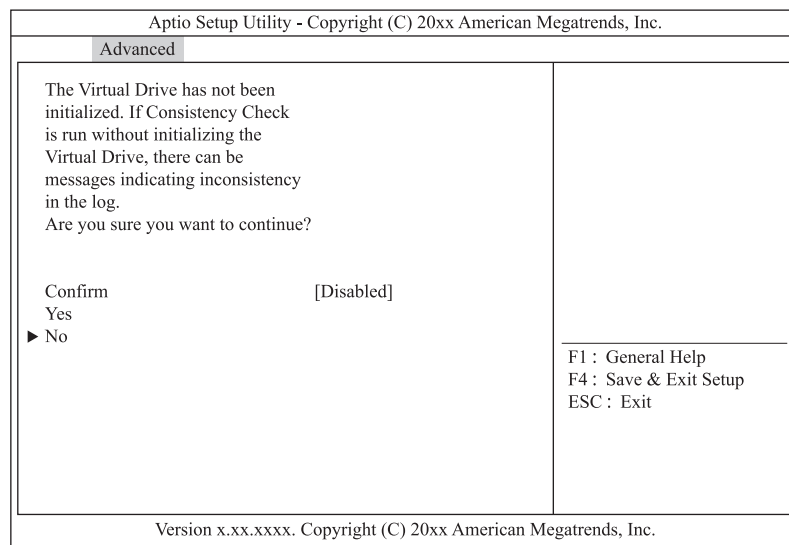 Aptio Setup Utility - Copyright (C) 20xx American Megatrends, Inc.
Advanced
The Virtual Drive has not been
initialized. If Consistency Check
is run without initializing the
Virtual Drive, there can be
messages indicating inconsistency
in the log.
Are you sure you want to continue?
Confirm [Disabled]
Yes
▶ No
F1 : General Help
F4 : Save & Exit Setup
ESC : Exit
Version x.xx.xxxx. Copyright (C) 20xx American Megatrends, Inc.